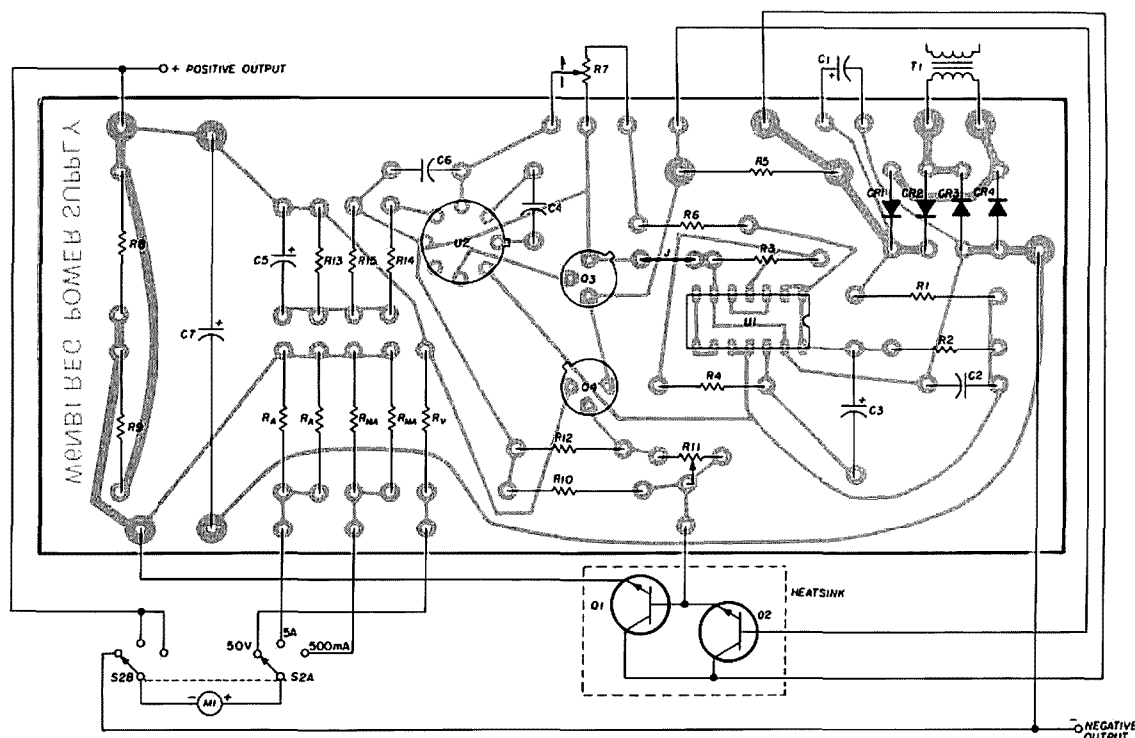 + POSITIVE OUTPUT
R7
C1
+
T1
MONBI REG POWER SUPPLY
C6
R5
C4
CR1
CR2
CR3
CR4
R8
U2
R6
C5
+
R13
R15
R14
Q3
J
R3
R1
C7
+
U1
R2
R9
RA
RA
RMA
RMA
RV
Q4
R4
C3
+
C2
R12
R11
R10
Q1
Q2
HEATSINK
50V
5A
500mA
S2B
S2A
- M1 +
- NEGATIVE
OUTPUT